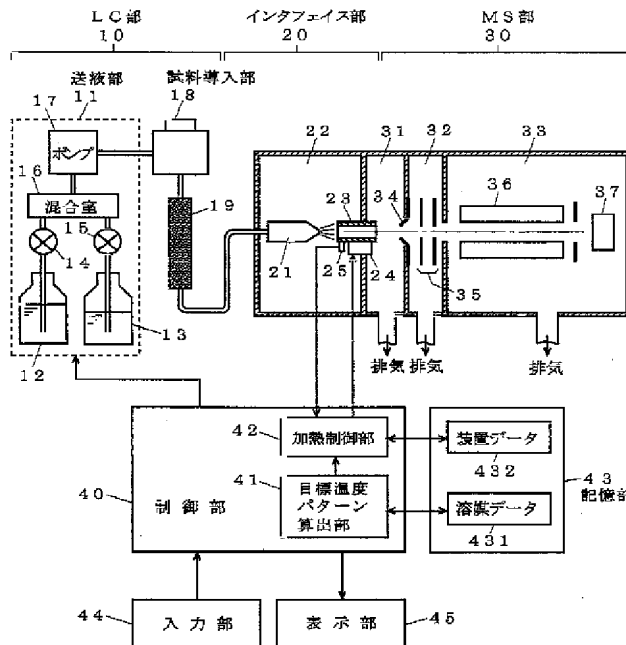 LC部
インタフェイス部
MS部
10
20
30
送液部
試料導入部
17
11
18
22
31
32
33
ポンプ
16
混合室
15
14
19
23
34
36
37
21
25
24
35
12
13
排気
排気
排気
42
加熱制御部
装置データ
432
43
記憶部
40
制御部
41
目標温度
パターン
算出部
溶膜データ
431
44
入力部
表示部
45